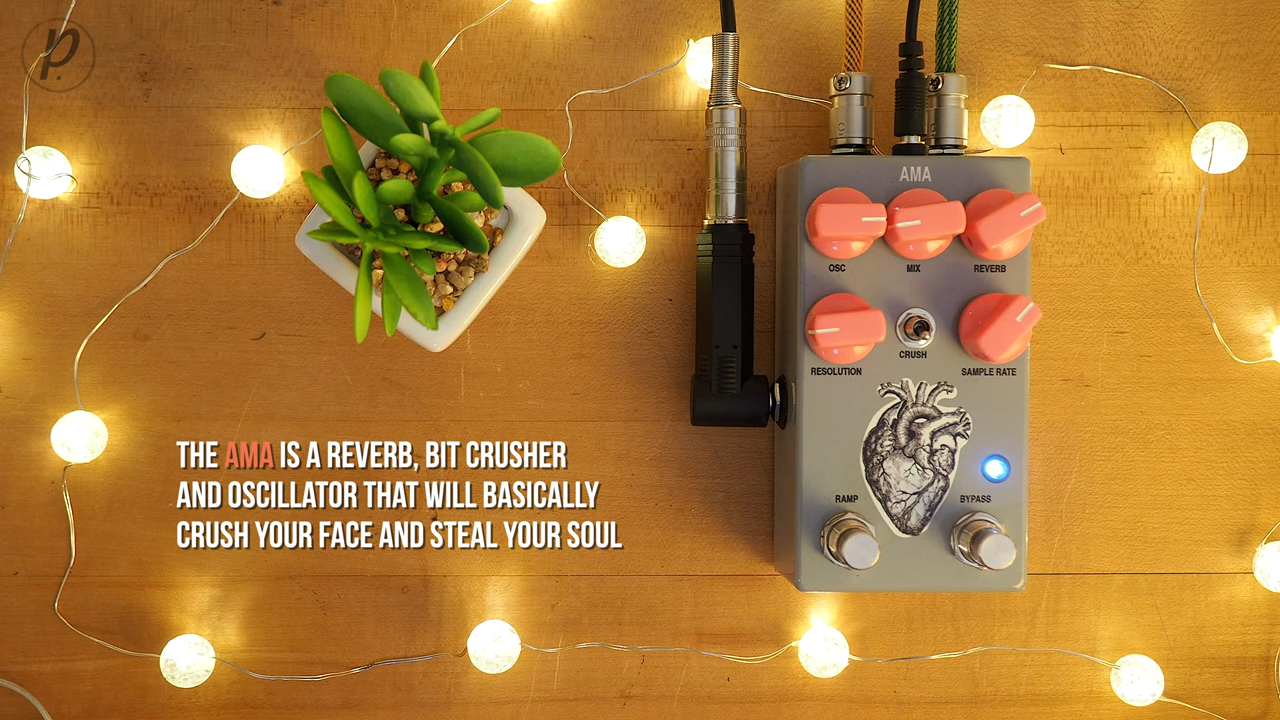 p.
AMA
OSC MIX REVERB
RESOLUTION CRUSH SAMPLE RATE
THE AMA IS A REVERB, BIT CRUSHER
AND OSCILLATOR THAT WILL BASICALLY
CRUSH YOUR FACE AND STEAL YOUR SOUL
RAMP BYPASS